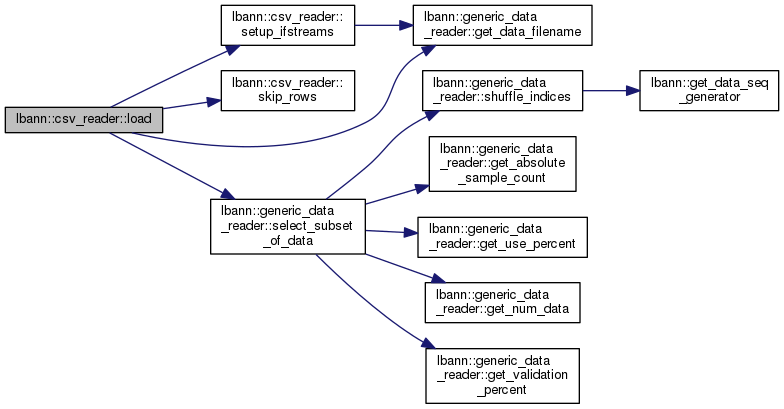 lbann::csv_reader::load
lbann::csv_reader::
setup_ifstreams
lbann::csv_reader::
skip_rows
lbann::generic_data
_reader::select_subset
_of_data
lbann::generic_data
_reader::get_data_filename
lbann::generic_data
_reader::shuffle_indices
lbann::generic_data
_reader::get_absolute
_sample_count
lbann::generic_data
_reader::get_use_percent
lbann::generic_data
_reader::get_num_data
lbann::generic_data
_reader::get_validation
_percent
lbann::get_data_seq
_generator